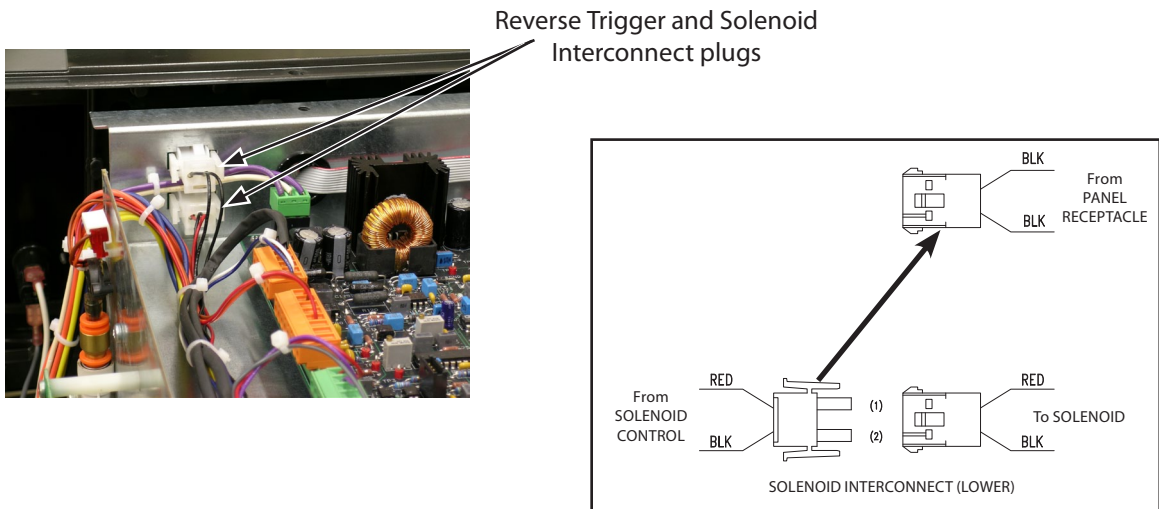 Reverse Trigger and Solenoid
Interconnect plugs
BLK
From
PANEL
RECEPTACLE
BLK
RED
From
SOLENOID
CONTROL
BLK
(1)
(2)
RED
To SOLENOID
BLK
SOLENOID INTERCONNECT (LOWER)